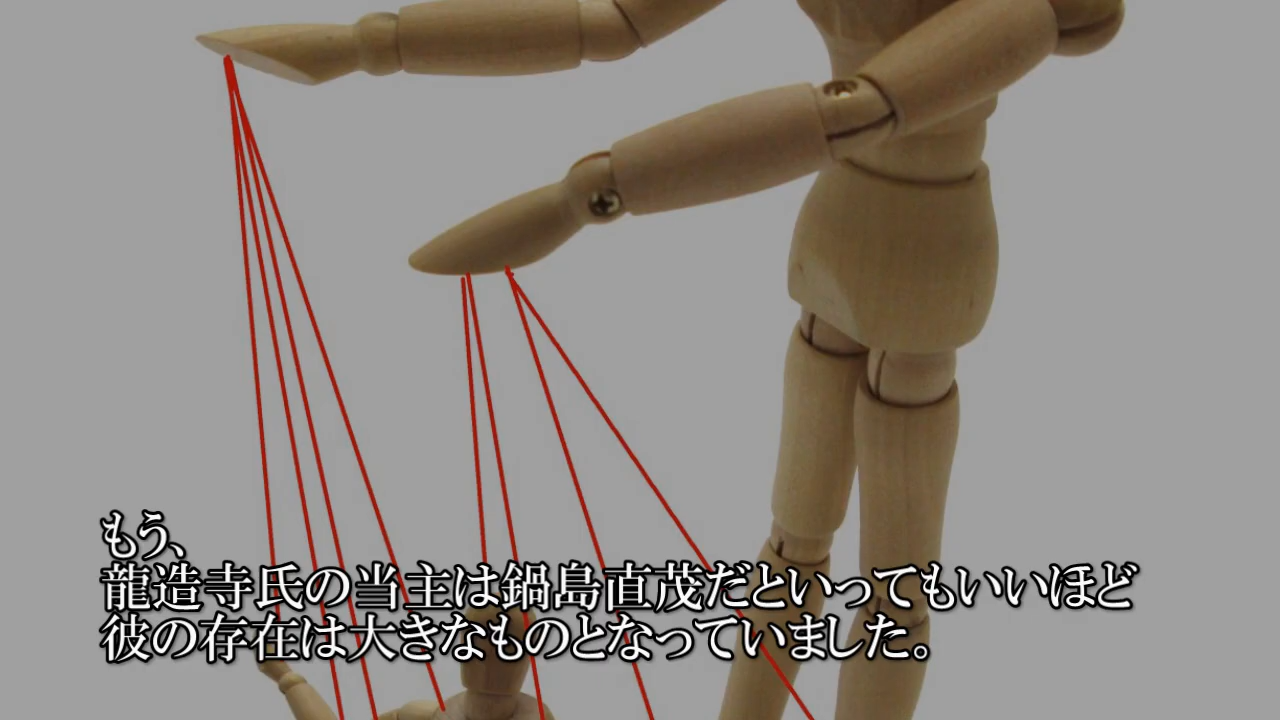 もう、
龍造寺氏の当主は鍋島直茂だといってもいいほど
彼の存在は大きなものとなっていました。